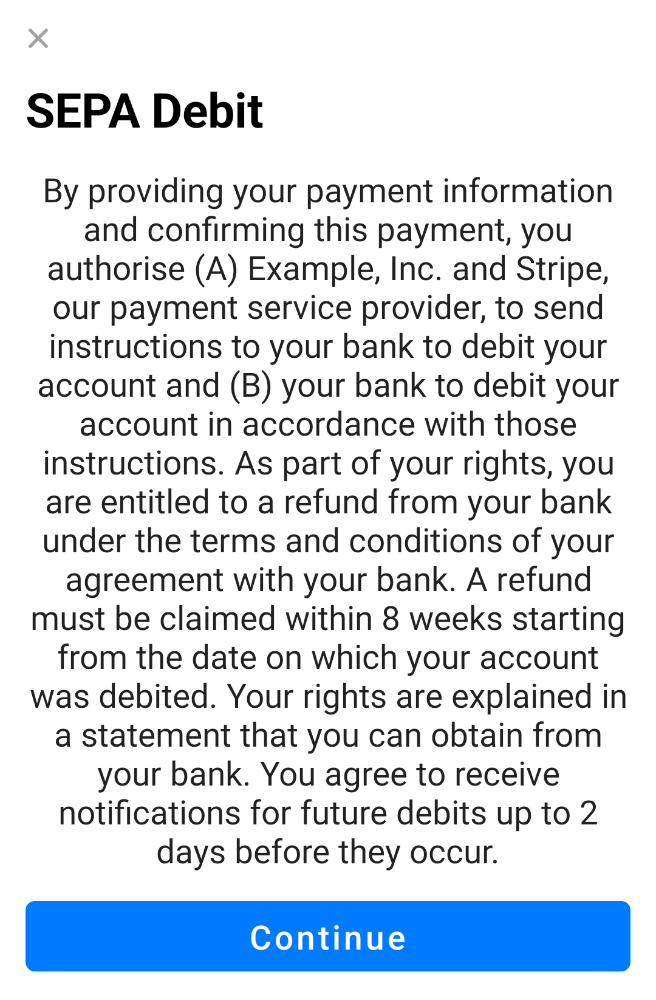 SEPA Debit
By providing your payment information
and confirming this payment, you
authorise (A) Example, Inc. and Stripe,
our payment service provider, to send
instructions to your bank to debit your
account and (B) your bank to debit your
account in accordance with those
instructions. As part of your rights, you
are entitled to a refund from your bank
under the terms and conditions of your
agreement with your bank. A refund
must be claimed within 8 weeks starting
from the date on which your account
was debited. Your rights are explained in
a statement that you can obtain from
your bank. You agree to receive
notifications for future debits up to 2
days before they occur.
Continue